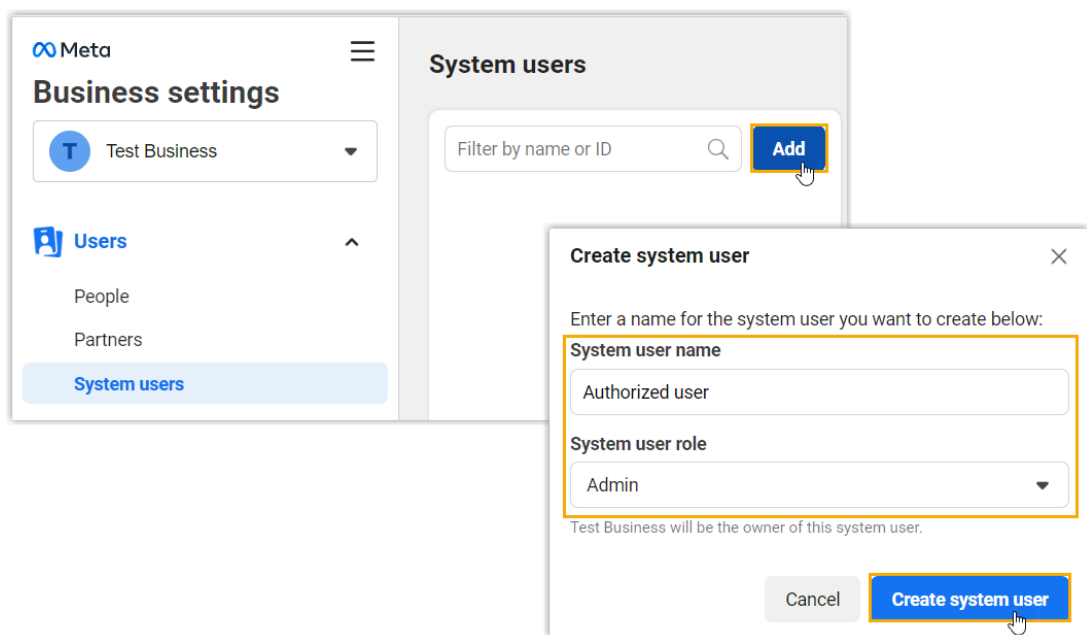 Meta
Business settings
T
Test Business
Users
People
Partners
System users
System users
Filter by name or ID
Add
Create system user
Enter a name for the system user you want to create below:
System user name
Authorized user
System user role
Admin
Test Business will be the owner of this system user.
Cancel
Create system user